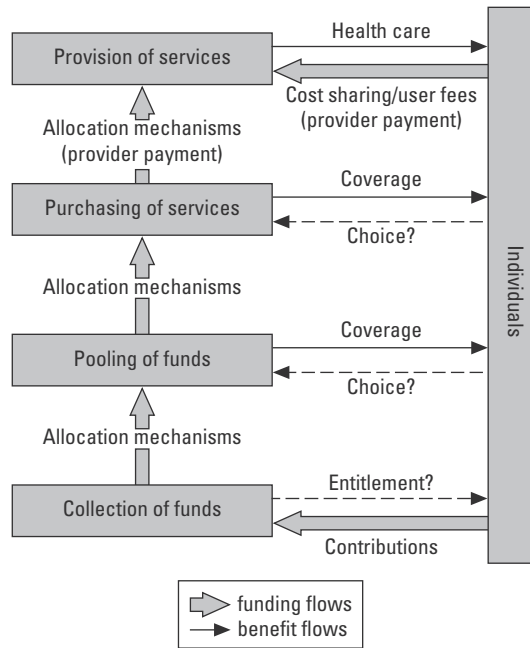 Health care
Provision of services
Cost sharing/user fees
(provider payment)
Allocation mechanisms
(provider payment)
Coverage
Purchasing of services
Choice?
Individuals
Allocation mechanisms
Coverage
Pooling of funds
Choice?
Allocation mechanisms
Entitlement?
Collection of funds
Contributions
funding flows
benefit flows